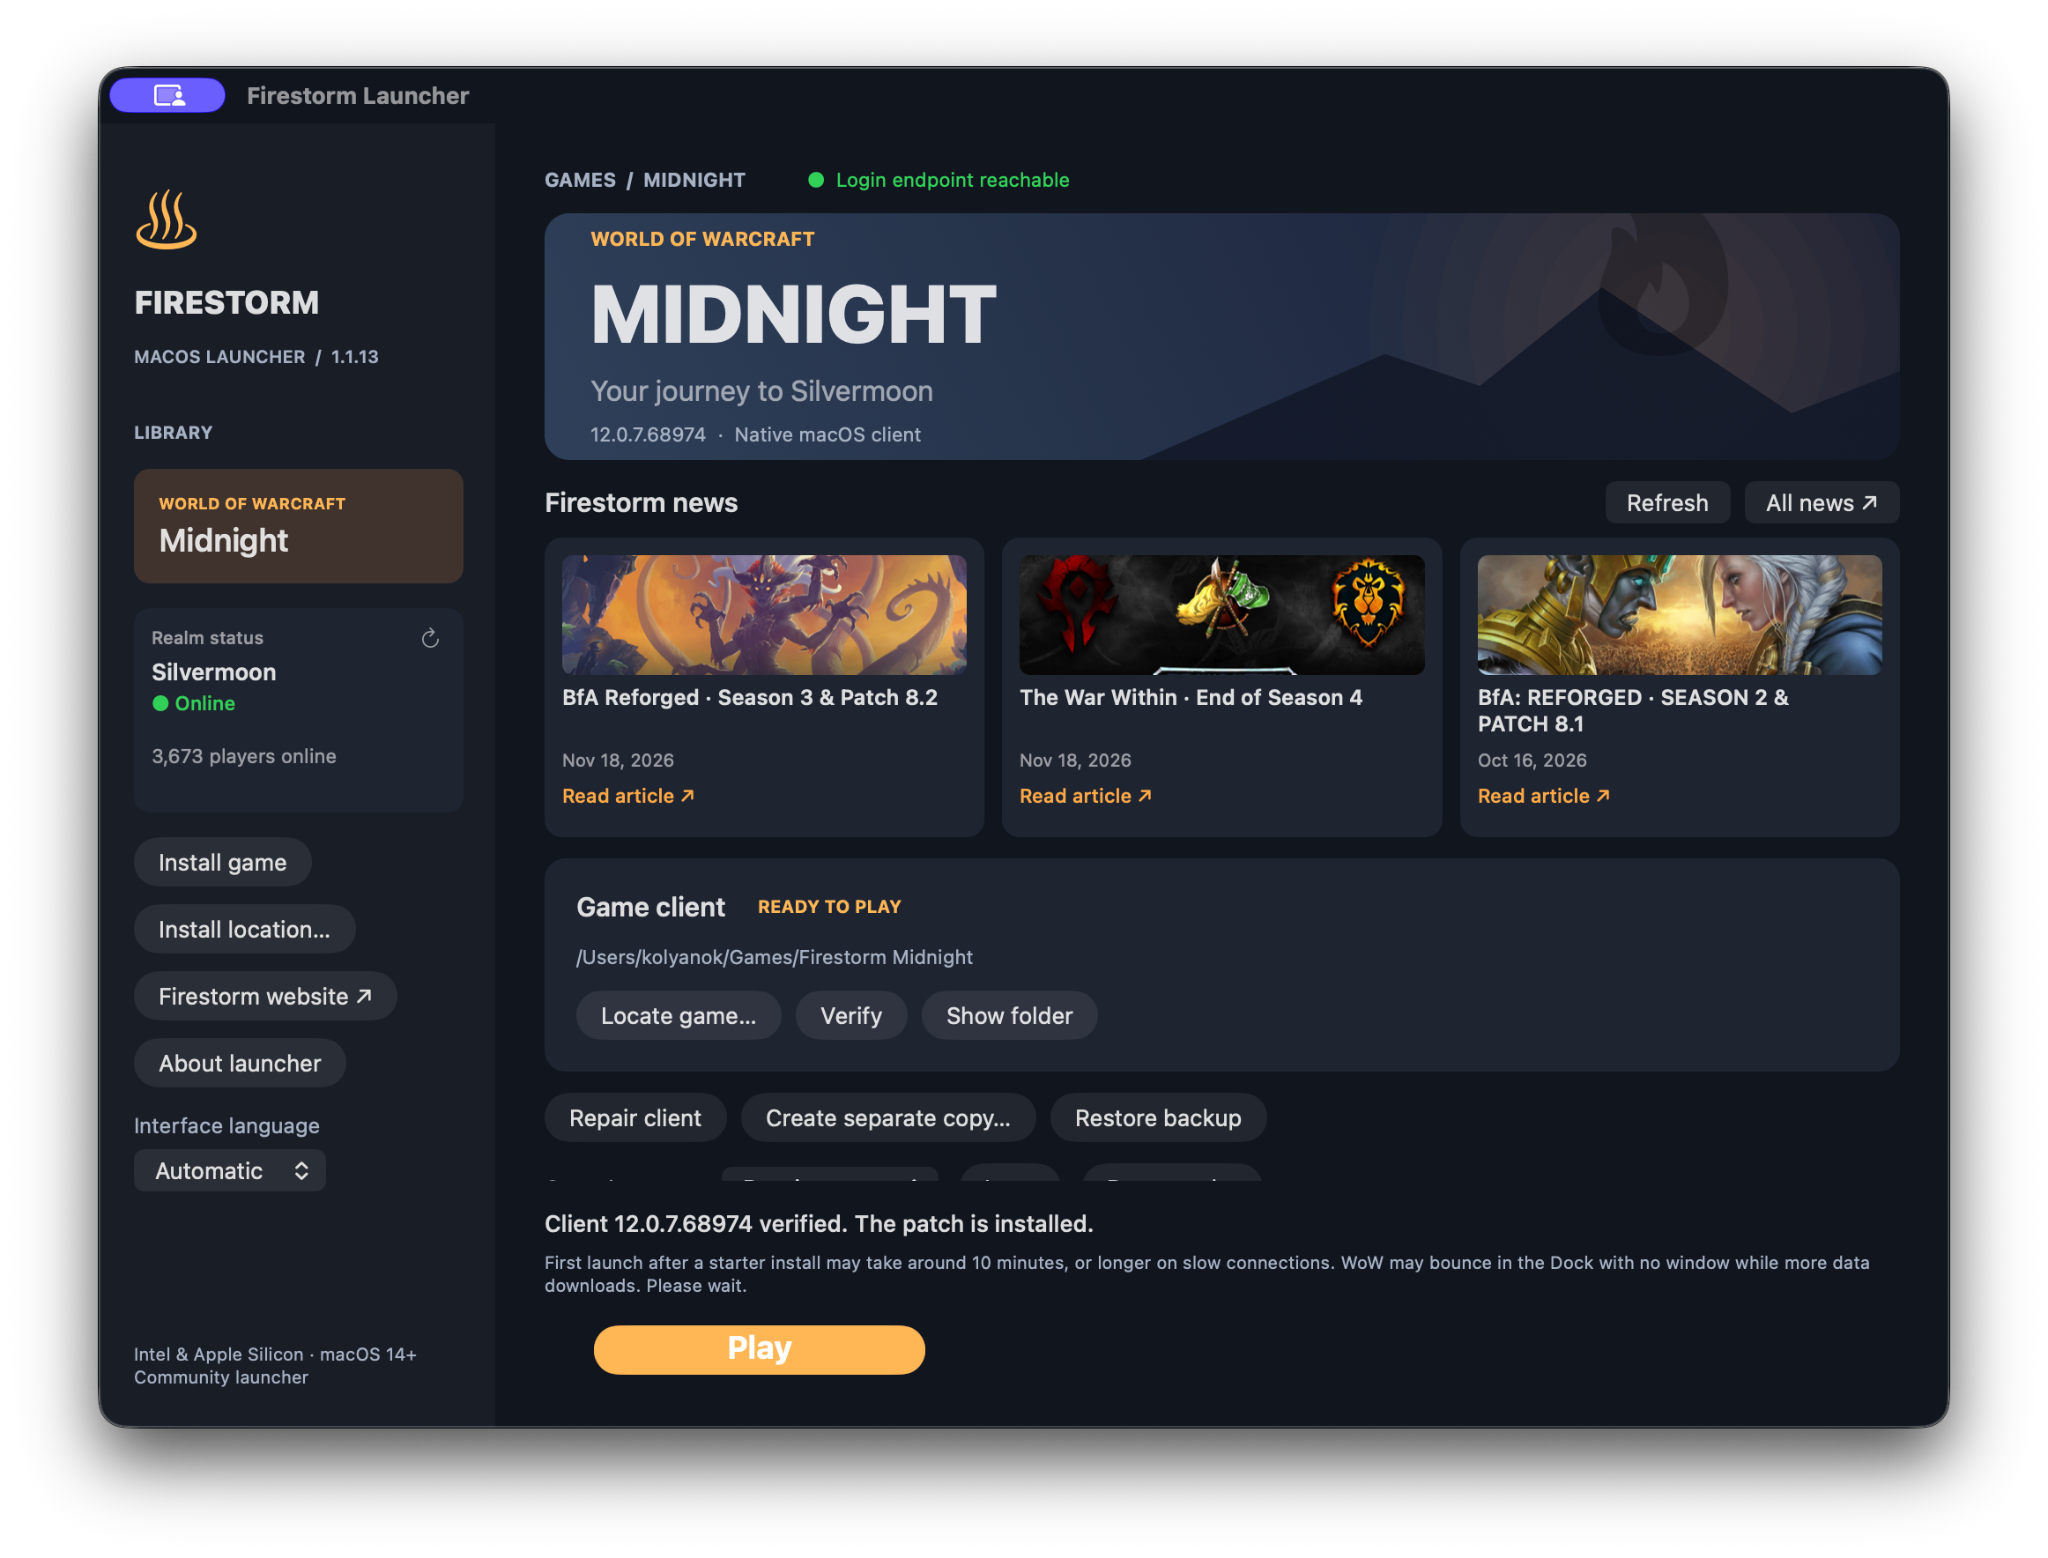 Firestorm Launcher
FIRESTORM
MACOS LAUNCHER / 1.1.13
LIBRARY
WORLD OF WARCRAFT
Midnight
Realm status
Silvermoon
Online
3,673 players online
Install game
Install location...
Firestorm website ↗
About launcher
Interface language
Automatic
Intel & Apple Silicon · macOS 14+
Community launcher
GAMES / MIDNIGHT
Login endpoint reachable
WORLD OF WARCRAFT
MIDNIGHT
Your journey to Silvermoon
12.0.7.68974 · Native macOS client
Firestorm news
Refresh
All news ↗
BfA Reforged · Season 3 & Patch 8.2
Nov 18, 2026
Read article ↗
The War Within · End of Season 4
Nov 18, 2026
Read article ↗
BfA: REFORGED · SEASON 2 &
PATCH 8.1
Oct 16, 2026
Read article ↗
Game client
READY TO PLAY
/Users/kolyanok/Games/Firestorm Midnight
Locate game...
Verify
Show folder
Repair client
Create separate copy...
Restore backup
Client 12.0.7.68974 verified. The patch is installed.
First launch after a starter install may take around 10 minutes, or longer on slow connections. WoW may bounce in the Dock with no window while more data
downloads. Please wait.
Play